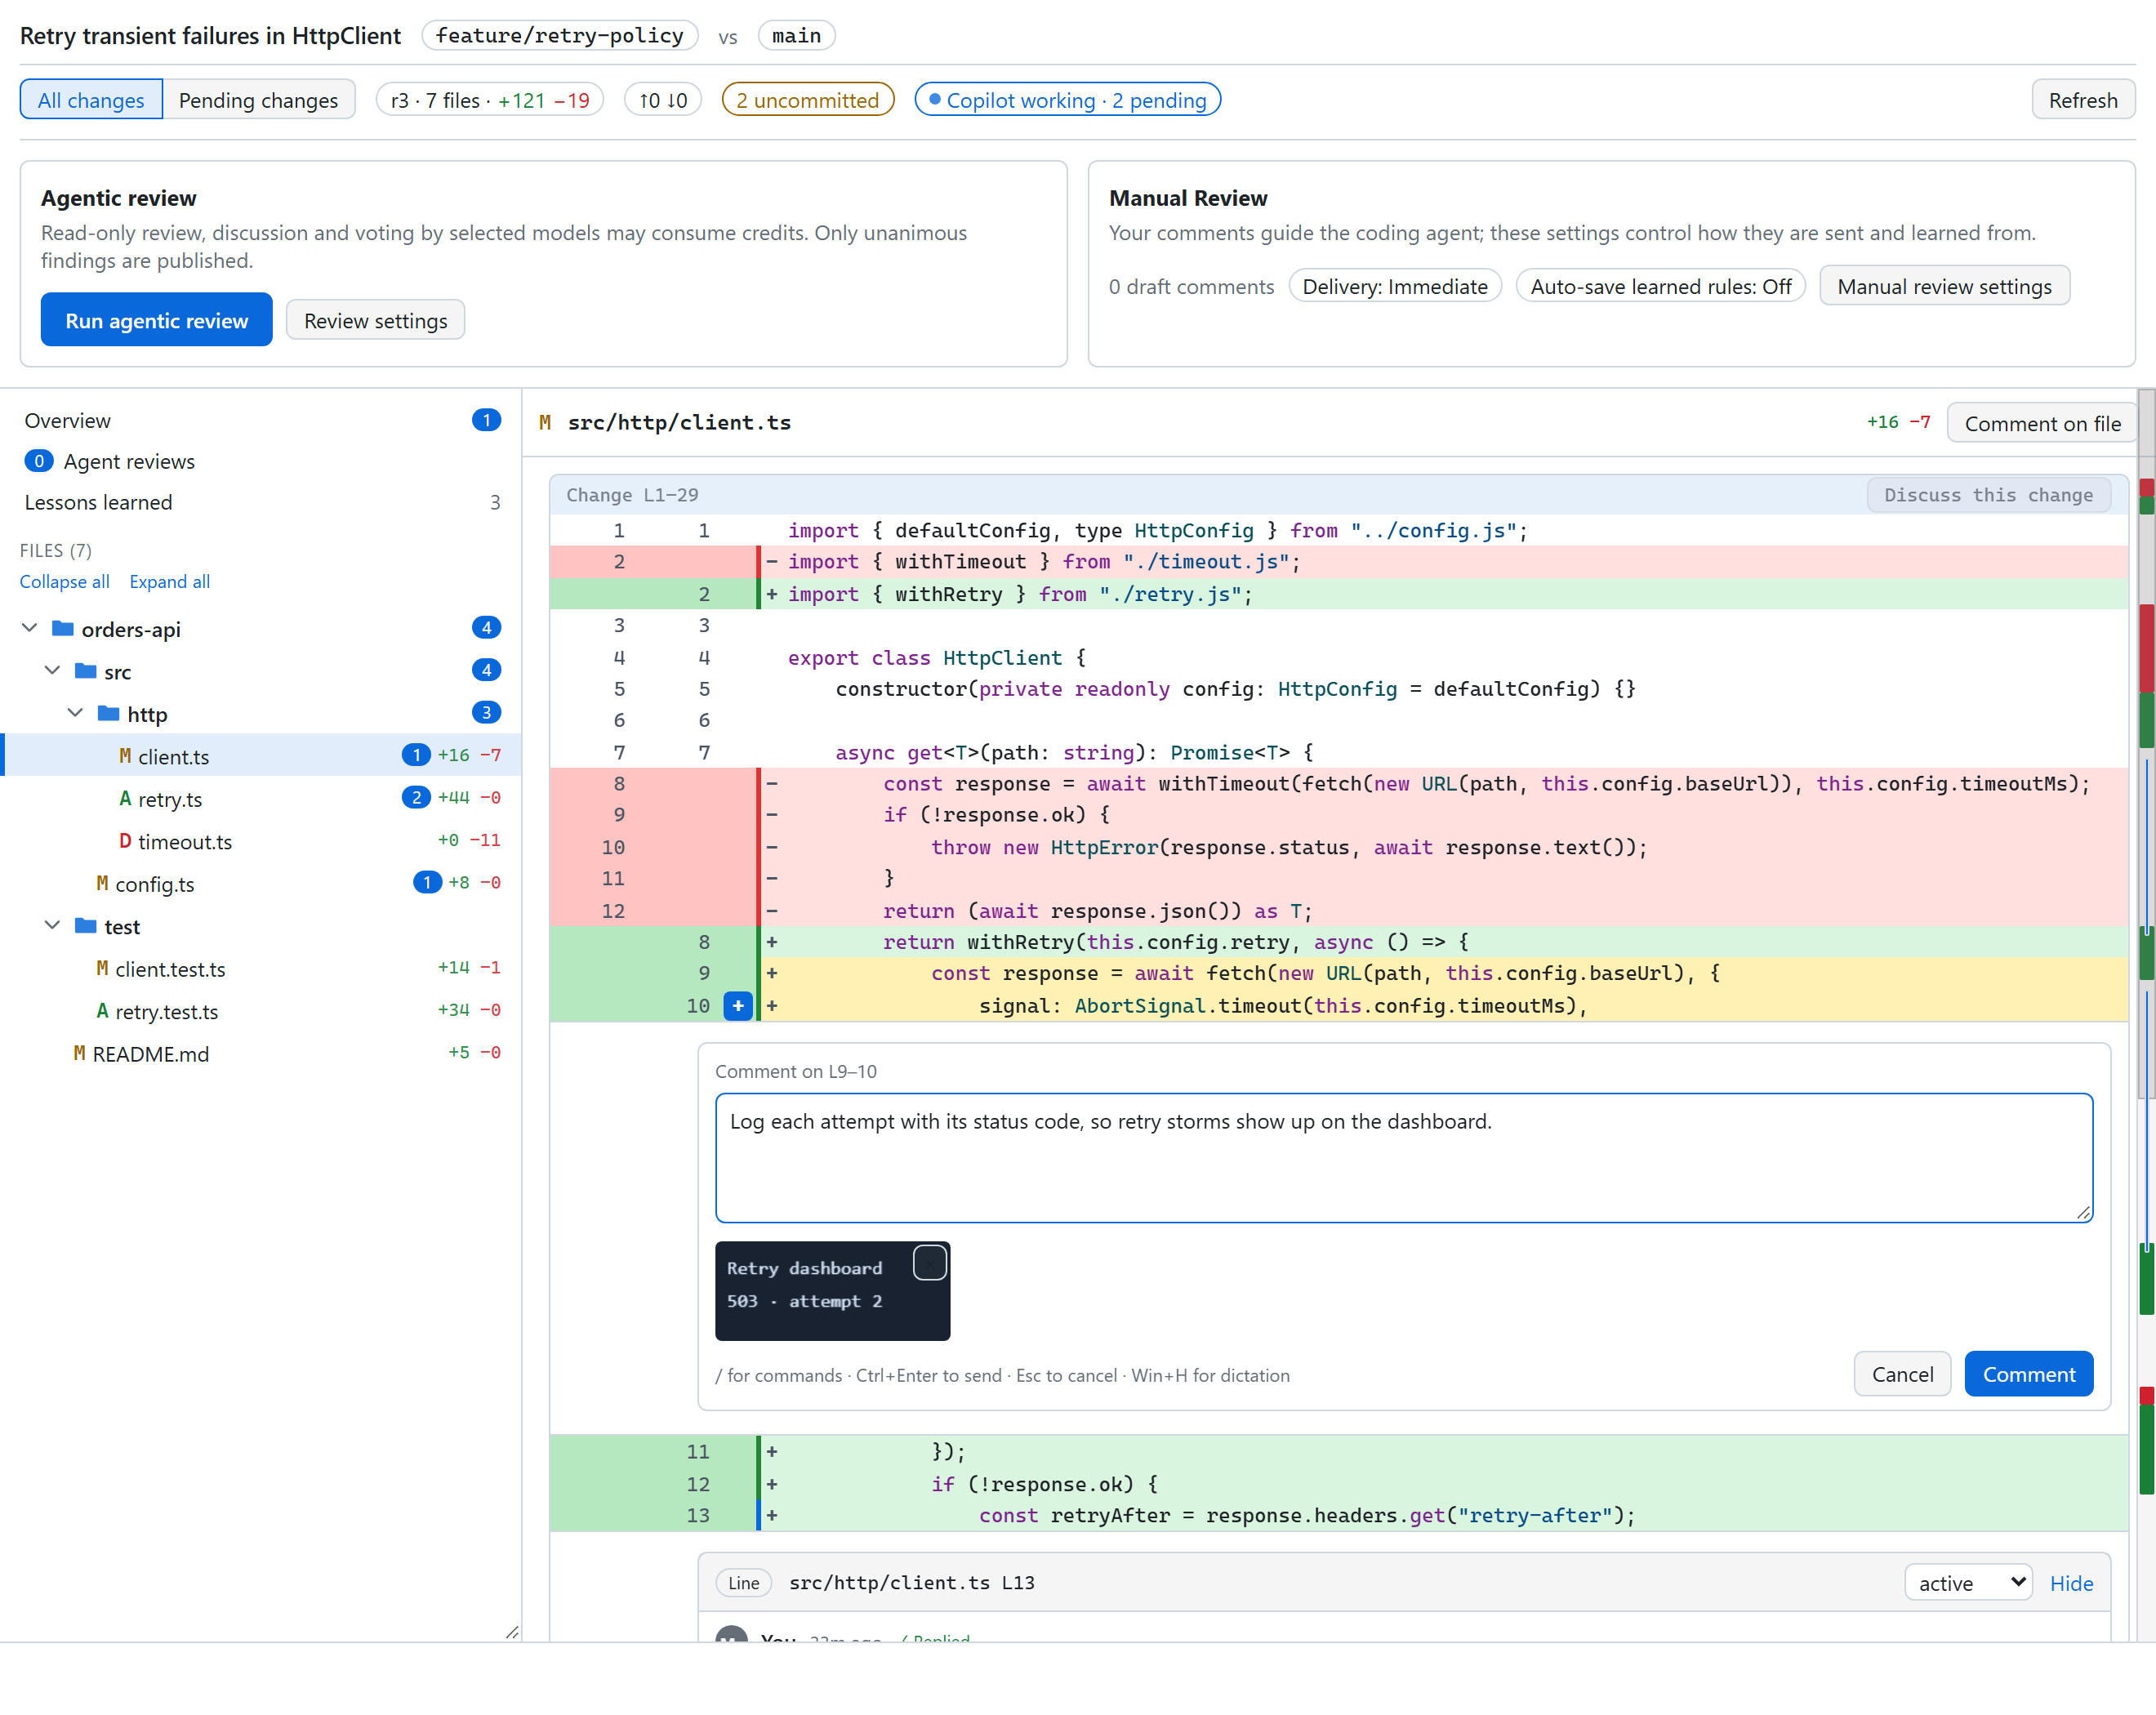 Retry transient failures in HttpClient feature/retry-policy vs main
All changes Pending changes r3 · 7 files · +121 −19 ↑0 ↓0 2 uncommitted Copilot working · 2 pending Refresh
Agentic review
Read-only review, discussion and voting by selected models may consume credits. Only unanimous
findings are published.
Run agentic review Review settings
Manual Review
Your comments guide the coding agent; these settings control how they are sent and learned from.
0 draft comments Delivery: Immediate Auto-save learned rules: Off Manual review settings
Overview 1
0 Agent reviews
Lessons learned 3
FILES (7)
Collapse all Expand all
orders-api 4
src 4
http 3
M client.ts 1 +16 −7
A retry.ts 2 +44 −0
D timeout.ts +0 −11
M config.ts 1 +8 −0
test
M client.test.ts +14 −1
A retry.test.ts +34 −0
M README.md +5 −0
M src/http/client.ts +16 −7 Comment on file
Change L1–29 Discuss this change
1 1 import { defaultConfig, type HttpConfig } from "../config.js";
2 − import { withTimeout } from "./timeout.js";
2 + import { withRetry } from "./retry.js";
3 3
4 4 export class HttpClient {
5 5 constructor(private readonly config: HttpConfig = defaultConfig) {}
6 6
7 7 async get<T>(path: string): Promise<T> {
8 − const response = await withTimeout(fetch(new URL(path, this.config.baseUrl)), this.config.timeoutMs);
9 − if (!response.ok) {
10 − throw new HttpError(response.status, await response.text());
11 − }
12 − return (await response.json()) as T;
8 + return withRetry(this.config.retry, async () => {
9 + const response = await fetch(new URL(path, this.config.baseUrl), {
10 + + signal: AbortSignal.timeout(this.config.timeoutMs),
Comment on L9–10
Log each attempt with its status code, so retry storms show up on the dashboard.
Retry dashboard
503 · attempt 2
/ for commands · Ctrl+Enter to send · Esc to cancel · Win+H for dictation Cancel Comment
11 + });
12 + if (!response.ok) {
13 + const retryAfter = response.headers.get("retry-after");
Line src/http/client.ts L13 active Hide
You 22m ago ✓ Replied